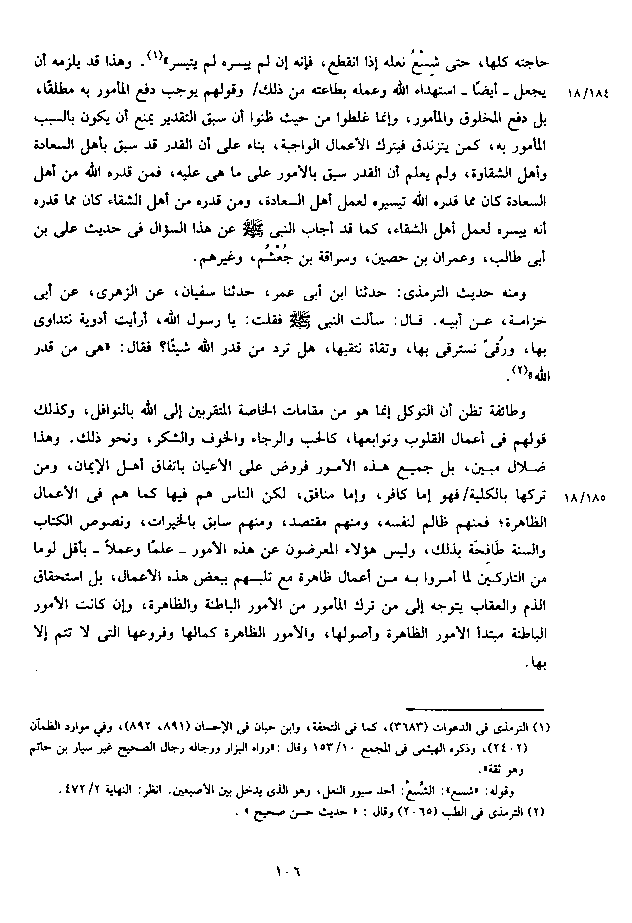 حاجته كلها، حتى شِسْعُ نعله إذا انقطع، فإنه إن لم ييسره لم يتيسر»(١). وهذا قد يلزمه أن
١٨/١٨٤ يجعل ـ أيضًا ـ استهداء الله وعمله بطاعته من ذلك/ وقولهم يوجب دفع المأمور به مطلقًا،
بل دفع المخلوق والمأمور، وإنما غلطوا من حيث ظنوا أن سبق التقدير يمنع أن يكون بالسبب
المأمور به، كمن يتزندق فيترك الأعمال الواجبة، بناء على أن القدر قد سبق بأهل السعادة
وأهل الشقاوة، ولم يعلم أن القدر سبق بالأمور على ما هى عليه، فمن قدره الله من أهل
السعادة كان مما قدره الله تيسيره لعمل أهل السعادة، ومن قدره من أهل الشقاء كان مما قدره
أنه ييسره لعمل أهل الشقاء، كما قد أجاب النبى ﷺ عن هذا السؤال فى حديث على بن
أبى طالب، وعمران بن حصين، وسراقة بن جُعْشُم، وغيرهم.
ومنه حديث الترمذى: حدثنا ابن أبى عمر، حدثنا سفيان، عن الزهرى، عن أبى
خزامة، عن أبيه. قال: سألت النبى ﷺ فقلت: يا رسول الله، أرأيت أدوية نتداوى
بها، ورُقىً نسترقى بها، وتقاة نتقيها، هل ترد من قدر الله شيئًا؟ فقال: «هى من قدر
الله»(٢).
وطائفة تظن أن التوكل إنما هو من مقامات الخاصة المتقربين إلى الله بالنوافل، وكذلك
قولهم فى أعمال القلوب وتوابعها، كالحب والرجاء والخوف والشكر، ونحو ذلك. وهذا
ضلال مبين، بل جميع هذه الأمور فروض على الأعيان باتفاق أهل الإيمان، ومن
١٨/١٨٥ تركها بالكلية/ فهو إما كافر، وإما منافق، لكن الناس هم فيها كما هم فى الأعمال
الظاهرة؛ فمنهم ظالم لنفسه، ومنهم مقتصد، ومنهم سابق بالخيرات، ونصوص الكتاب
والسنة طَافِحَة بذلك، وليس هؤلاء المعرضون عن هذه الأمور ـ علمًا وعملاً ـ بأقل لوما
من التاركين لما أمروا به من أعمال ظاهرة مع تلبسهم ببعض هذه الأعمال، بل استحقاق
الذم والعقاب يتوجه إلى من ترك المأمور من الأمور الباطنة والظاهرة، وإن كانت الأمور
الباطنة مبتدأ الأمور الظاهرة وأصولها، والأمور الظاهرة كمالها وفروعها التى لا تتم إلا
بها.
(١) الترمذى فى الدعوات (٣٦٨٣)، كما فى التحفة، وابن حبان فى الإحسان (٨٩١، ٨٩٢)، وفي موارد الظمآن
(٢٤٠٢)، وذكره الهيثمى فى المجمع ١٥٣/١٠ وقال: «رواه البزار ورجاله رجال الصحيح غير سيار بن حاتم
وهو ثقة».
وقوله: «شسع»: الشِّسعُ: أحد سيور النعل، وهو الذى يدخل بين الأصبعين. انظر: النهاية ٤٧٢/٢.
(٢) الترمذى فى الطب (٢٠٦٥) وقال: « حديث حسن صحيح ».
١٠٦